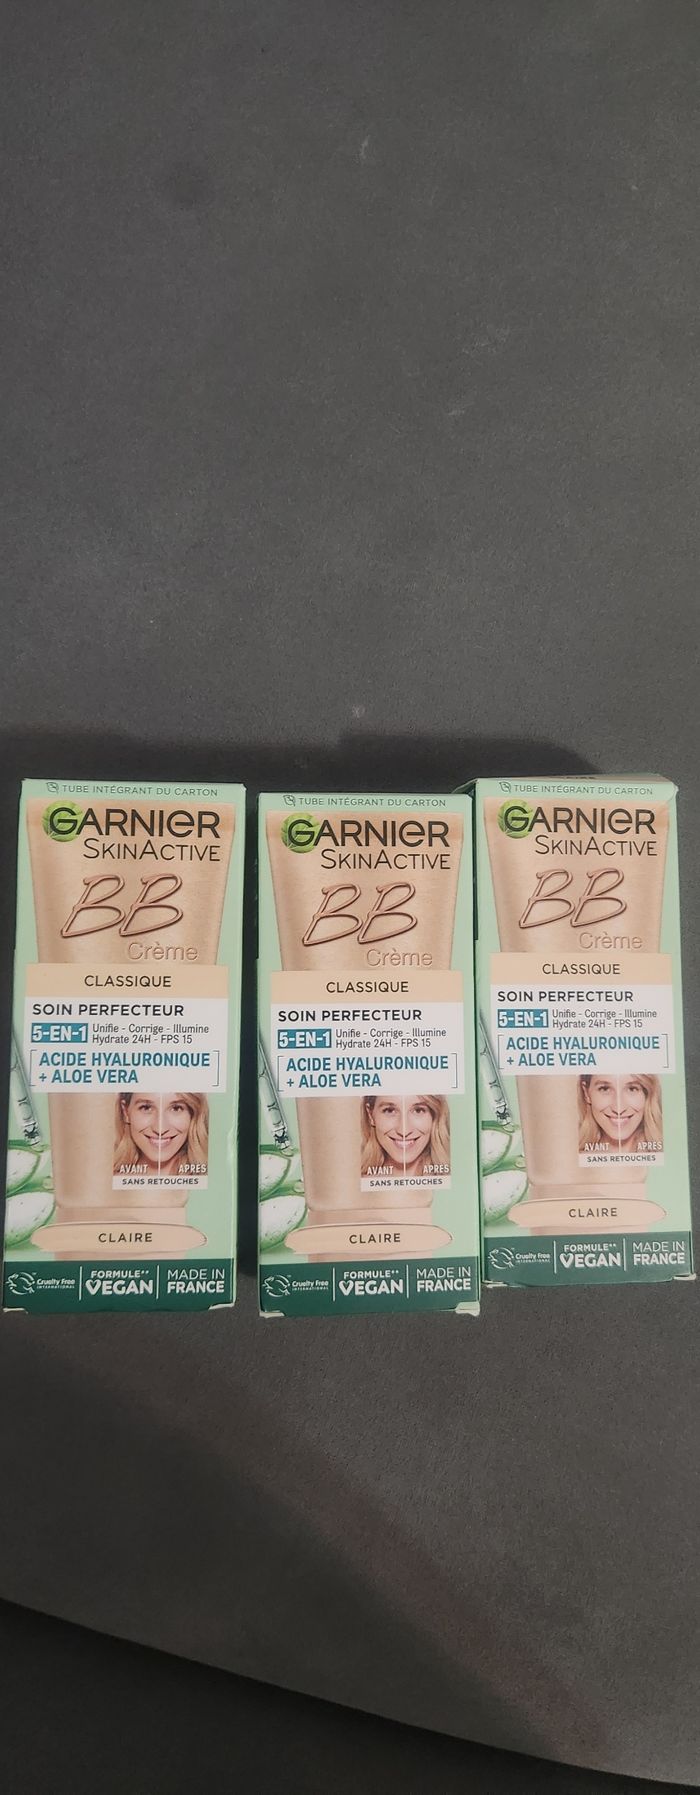 TUBE INTÉGRANT DU CARTON
GARNIER
SKINACTIVE
BB
Crème
CLASSIQUE
SOIN PERFECTEUR
5-EN-1 Unifie - Corrige - Illumine
Hydrate 24H - FPS 15
ACIDE HYALURONIQUE
+ ALOE VERA
AVANT APRÈS
SANS RETOUCHES
CLAIRE
Cruelty Free
INTERNATIONAL
FORMULE**
VEGAN
MADE IN
FRANCE
TUBE INTÉGRANT DU CARTON
GARNIER
SKINACTIVE
BB
Crème
CLASSIQUE
SOIN PERFECTEUR
5-EN-1 Unifie - Corrige - Illumine
Hydrate 24H - FPS 15
ACIDE HYALURONIQUE
+ ALOE VERA
AVANT APRÈS
SANS RETOUCHES
CLAIRE
Cruelty Free
INTERNATIONAL
FORMULE**
VEGAN
MADE IN
FRANCE
TUBE INTÉGRANT DU CARTON
GARNIER
SKINACTIVE
BB
Crème
CLASSIQUE
SOIN PERFECTEUR
5-EN-1 Unifie - Corrige - Illumine
Hydrate 24H - FPS 15
ACIDE HYALURONIQUE
+ ALOE VERA
AVANT APRÈS
SANS RETOUCHES
CLAIRE
Cruelty Free
INTERNATIONAL
FORMULE**
VEGAN
MADE IN
FRANCE